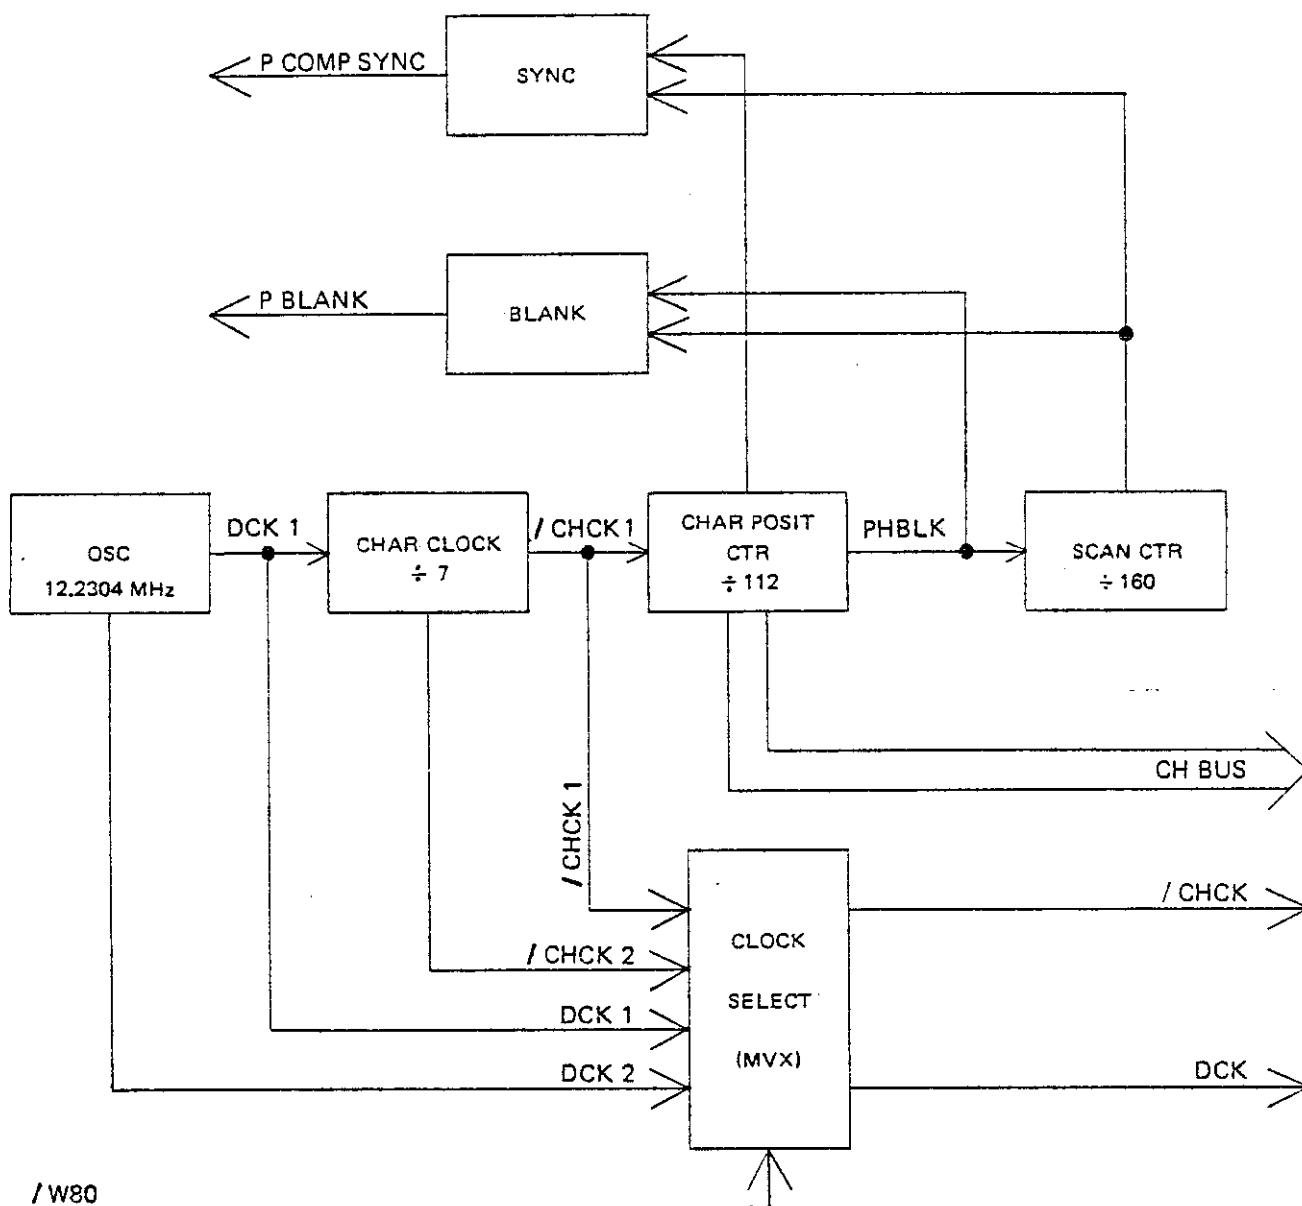 P COMP SYNC
SYNC
P BLANK
BLANK
OSC
12.2304 MHz
DCK 1
CHAR CLOCK
÷ 7
/ CHCK 1
CHAR POSIT
CTR
÷ 112
PHBLK
SCAN CTR
÷ 160
CH BUS
/ CHCK 1
/ CHCK 2
DCK 1
DCK 2
CLOCK
SELECT
(MVX)
/ CHCK
DCK
/ W80